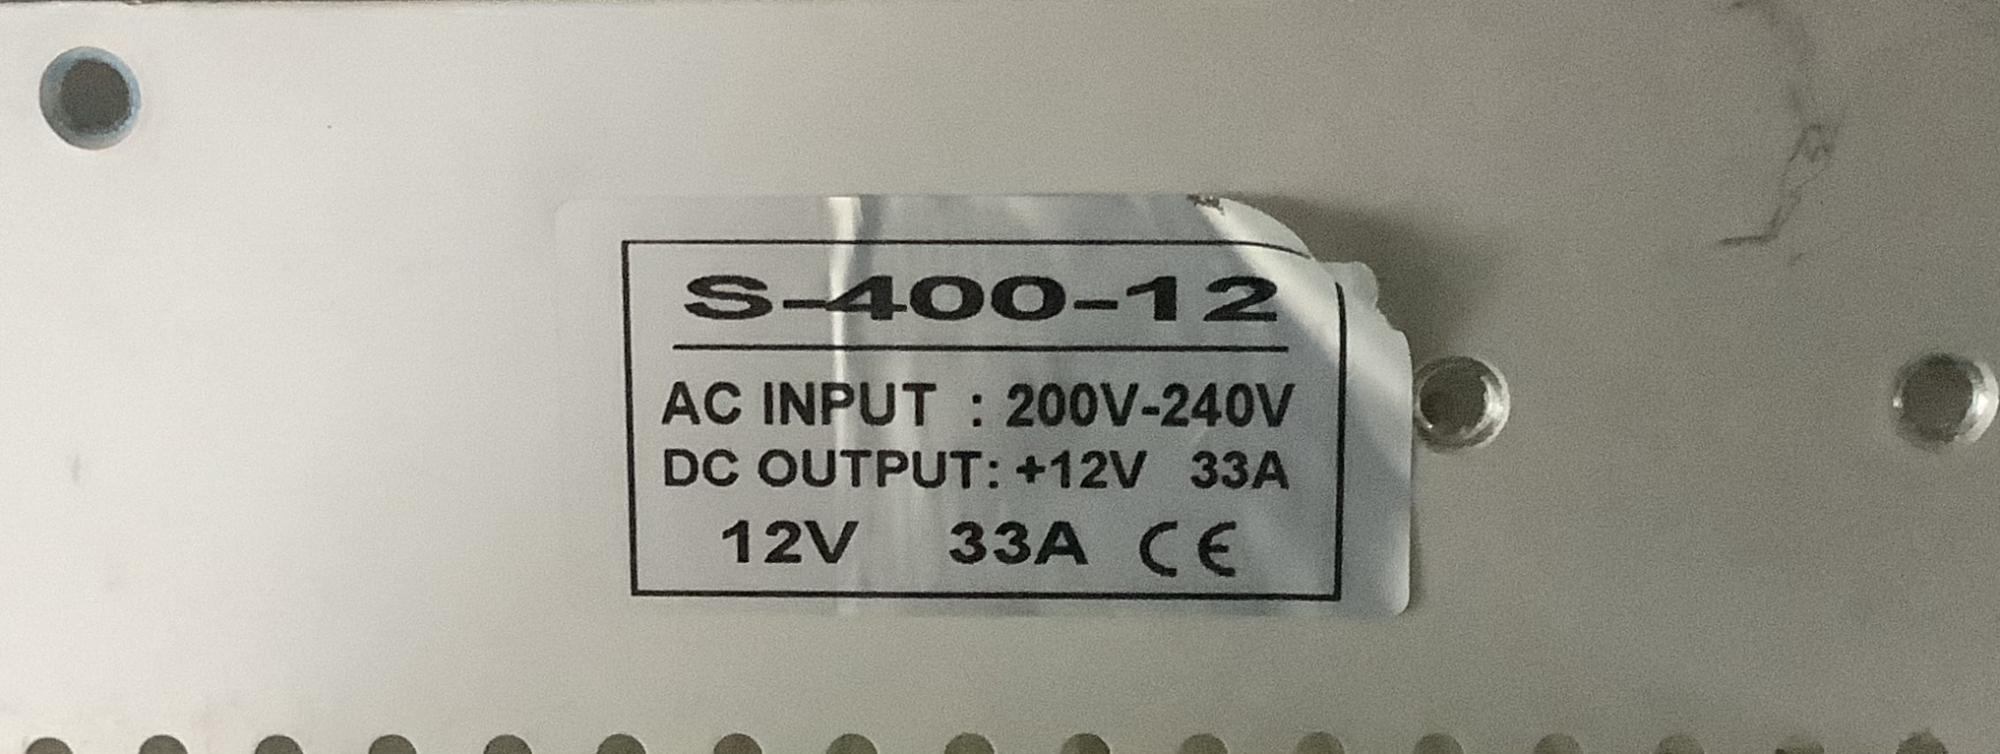 S-400-12
AC INPUT : 200V-240V
DC OUTPUT: +12V 33A
12V 33A CE